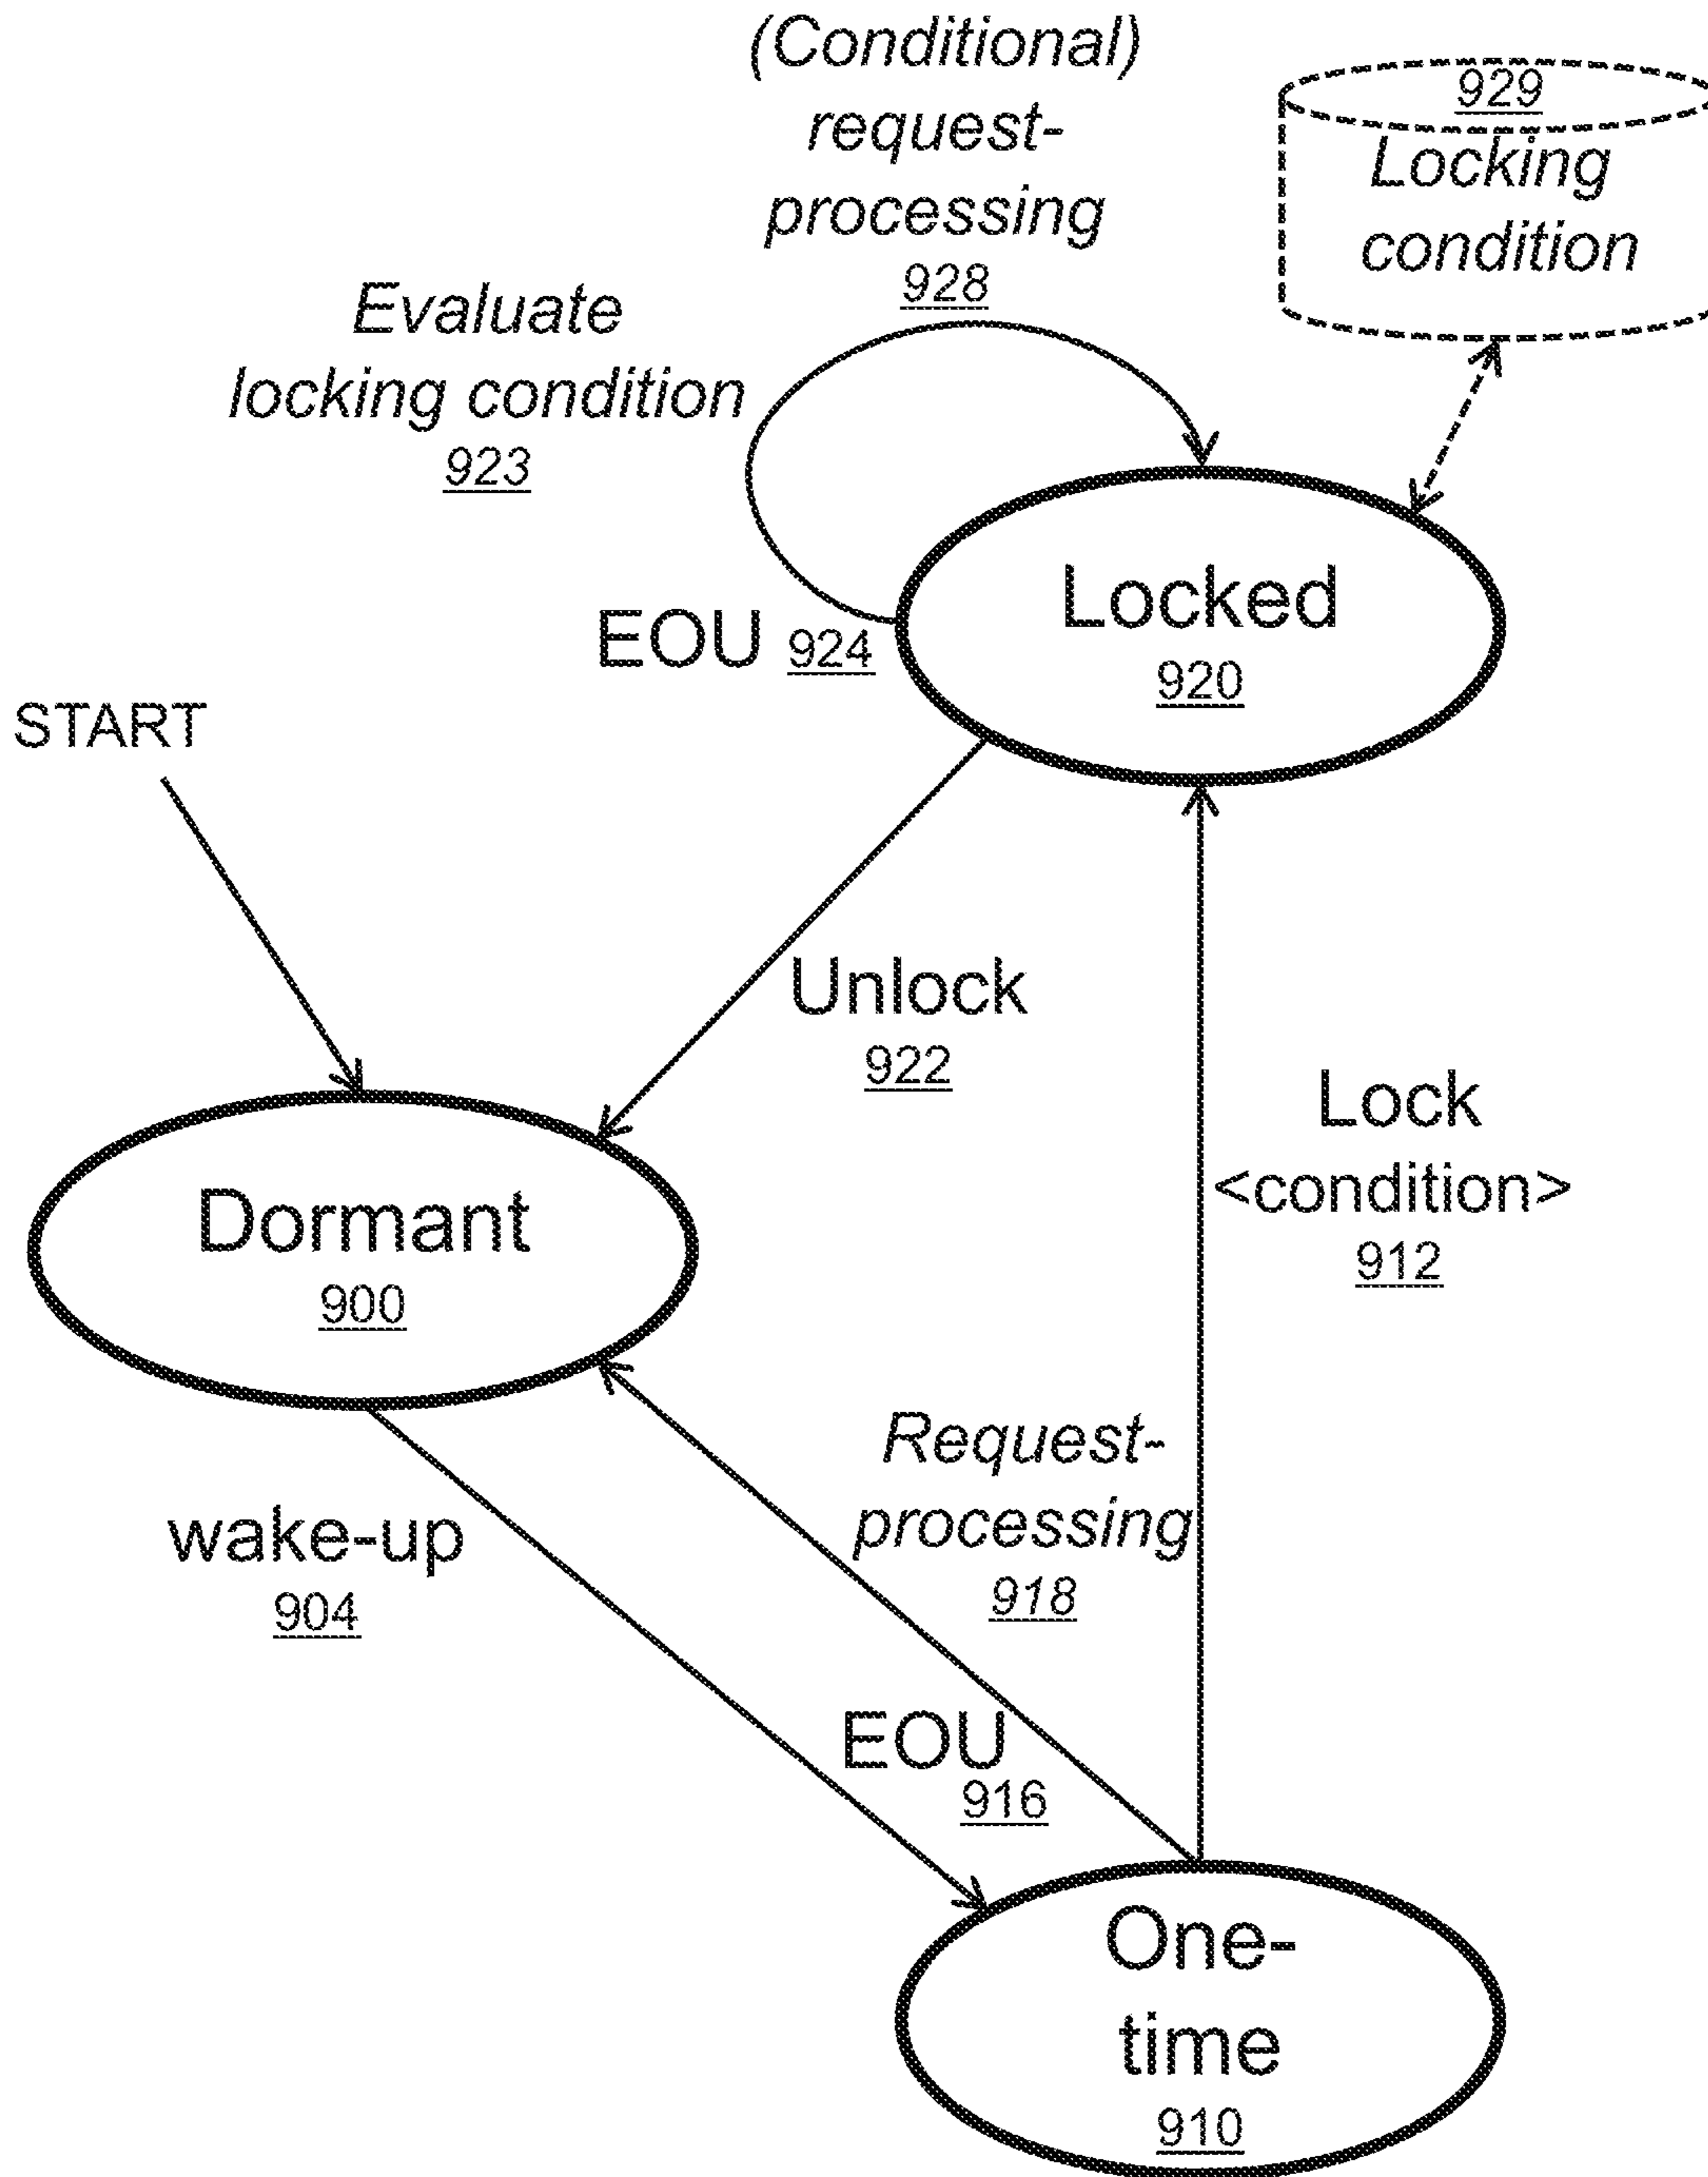 (Conditional)
request-
processing
928
929
Locking
condition
Evaluate
locking condition
923
EOU 924
Locked
920
START
Unlock
922
Lock
<condition>
912
Dormant
900
Request-
processing
918
wake-up
904
EOU
916
One-
time
910